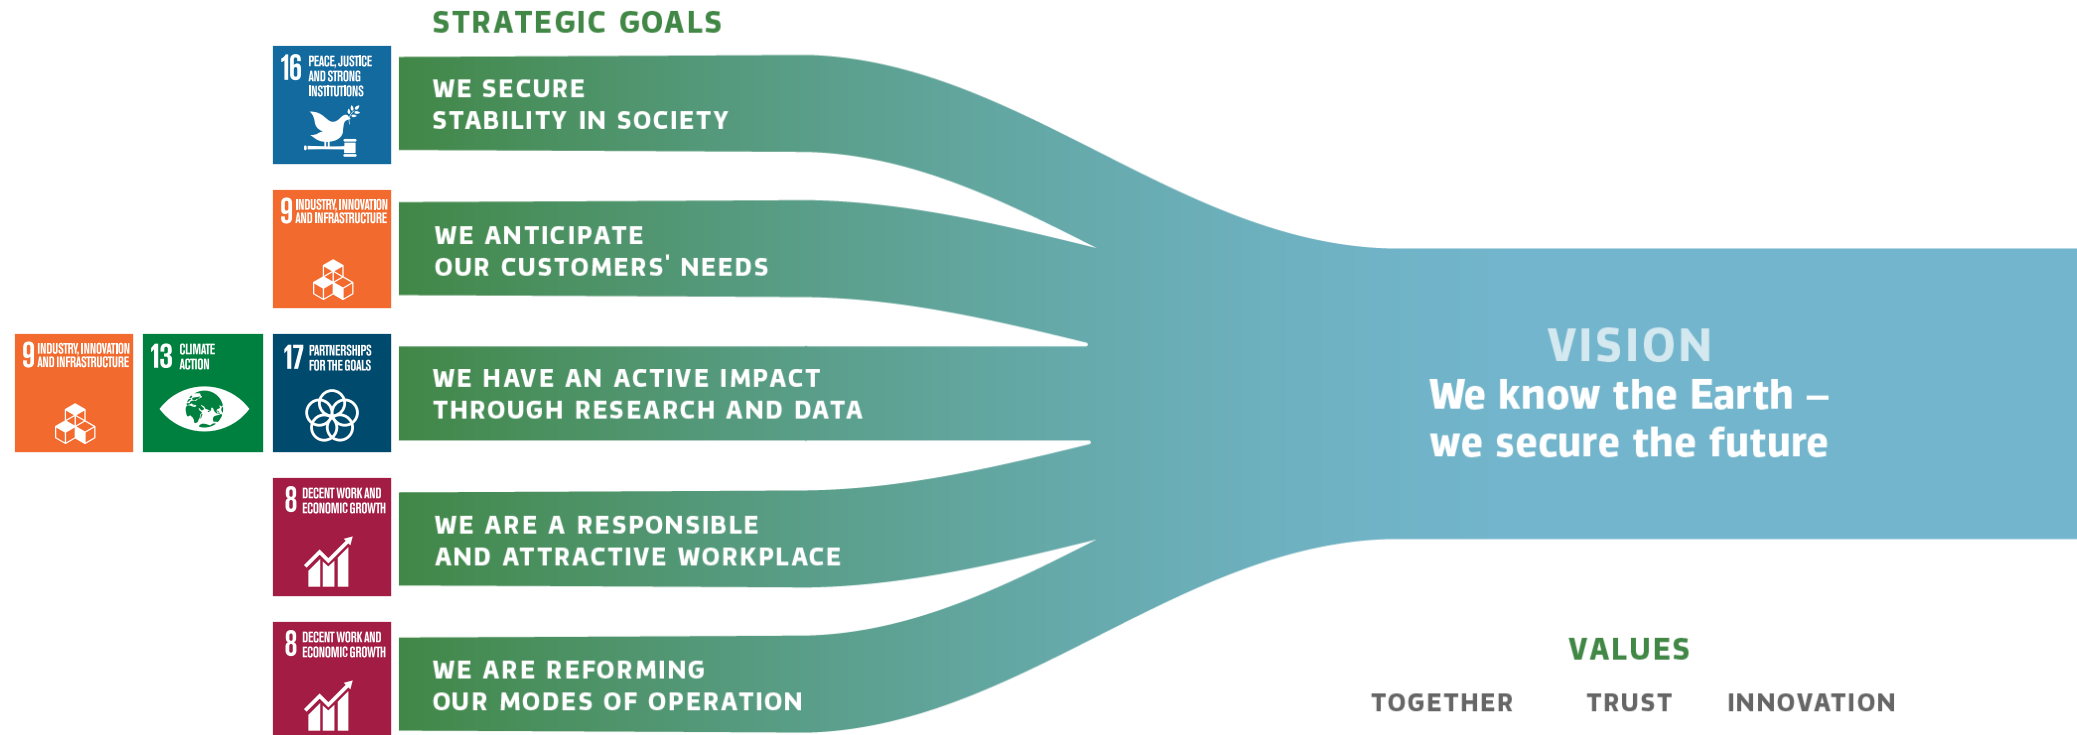 STRATEGIC GOALS
16 PEACE, JUSTICE
AND STRONG
INSTITUTIONS
WE SECURE
STABILITY IN SOCIETY
9 INDUSTRY, INNOVATION
AND INFRASTRUCTURE
WE ANTICIPATE
OUR CUSTOMERS' NEEDS
9 INDUSTRY, INNOVATION
AND INFRASTRUCTURE
13 CLIMATE
ACTION
17 PARTNERSHIPS
FOR THE GOALS
WE HAVE AN ACTIVE IMPACT
THROUGH RESEARCH AND DATA
8 DECENT WORK AND
ECONOMIC GROWTH
WE ARE A RESPONSIBLE
AND ATTRACTIVE WORKPLACE
8 DECENT WORK AND
ECONOMIC GROWTH
WE ARE REFORMING
OUR MODES OF OPERATION
VISION
We know the Earth –
we secure the future
VALUES
TOGETHER TRUST INNOVATION